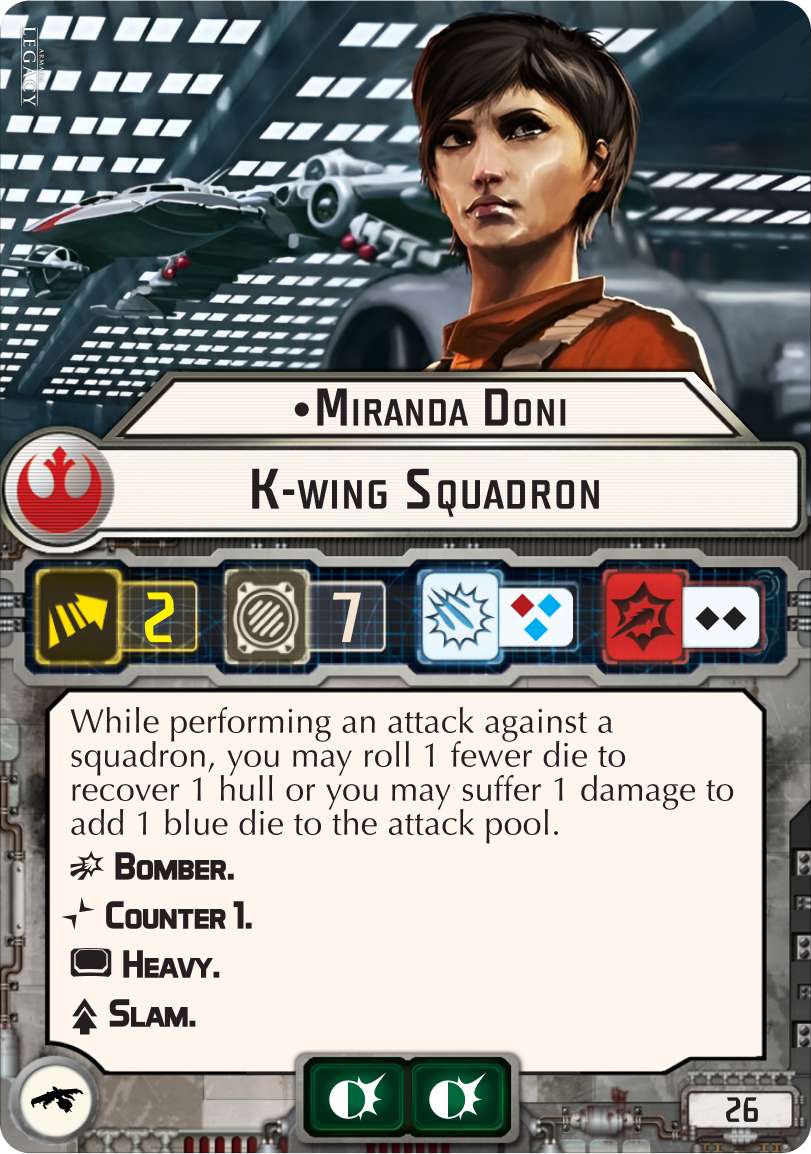 ARMADA
LEGACY
•Miranda Doni
K-wing Squadron
2
7
While performing an attack against a
squadron, you may roll 1 fewer die to
recover 1 hull or you may suffer 1 damage to
add 1 blue die to the attack pool.
Bomber.
Counter 1.
Heavy.
Slam.
26